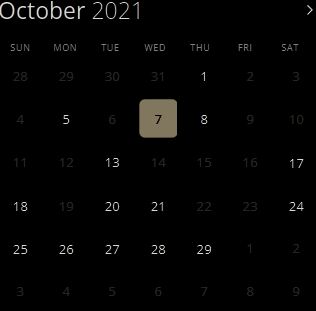 October 2021
SUN MON TUE WED THU FRI SAT
28 29 30 31 1 2 3
4 5 6 7 8 9 10
11 12 13 14 15 16 17
18 19 20 21 22 23 24
25 26 27 28 29 1 2
3 4 5 6 7 8 9